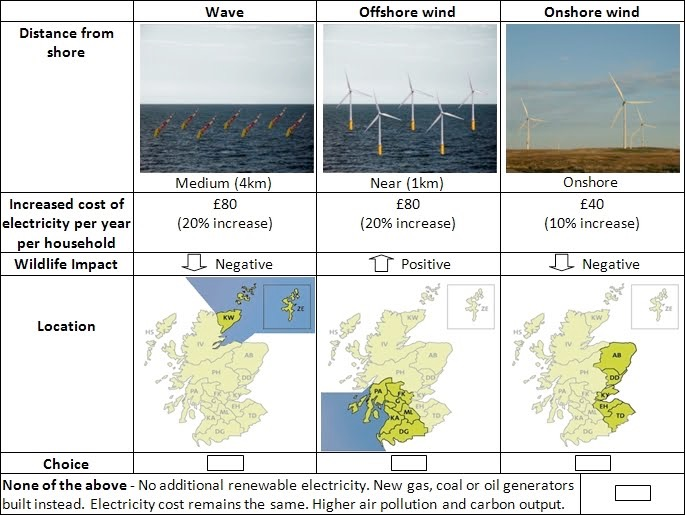 Wave
Offshore wind
Onshore wind
Distance from
shore
Medium (4km)
Near (1km)
Onshore
Increased cost of
electricity per year
per household
£80
(20% increase)
£80
(20% increase)
£40
(10% increase)
Wildlife Impact
Negative
Positive
Negative
Location
KW
ZE
HS
IV
AB
PH
DD
PA
FK
KY
G
EH
ML
KA
TD
DG
ZE
HS
KW
IV
AB
PH
DD
PA
FK
KY
G
EH
ML
KA
TD
DG
ZE
HS
KW
IV
AB
PH
DD
PA
FK
KY
G
EH
ML
KA
TD
DG
Choice
None of the above - No additional renewable electricity. New gas, coal or oil generators
built instead. Electricity cost remains the same. Higher air pollution and carbon output.